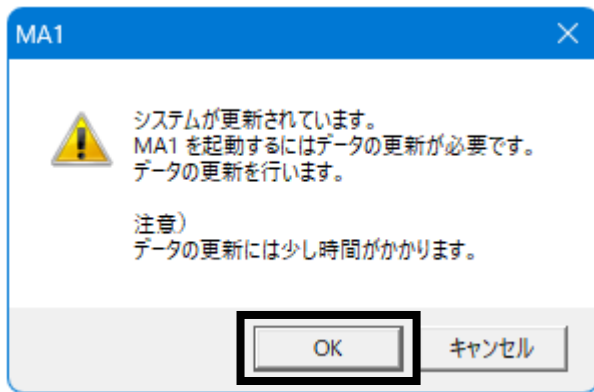 MA1
システムが更新されています。
MA1 を起動するにはデータの更新が必要です。
データの更新を行います。
注意）
データの更新には少し時間がかかります。
OK
キャンセル